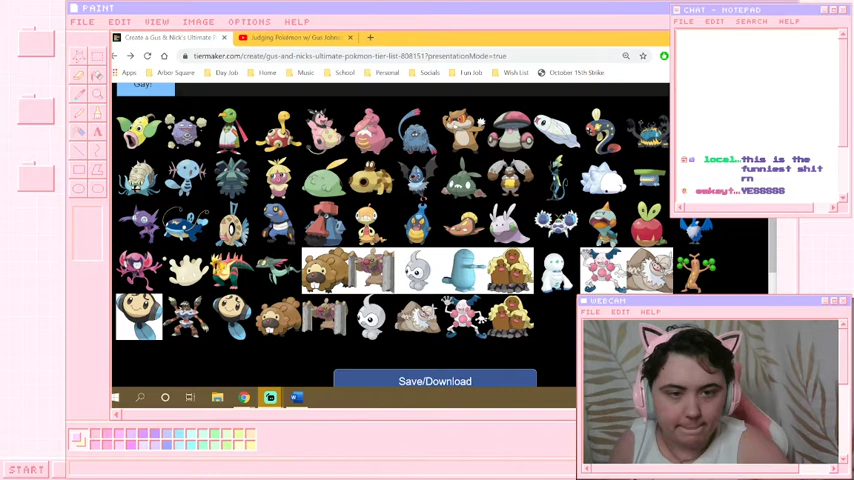 PAINT
FILE EDIT VIEW IMAGE OPTIONS HELP
Create a Gus & Nick's Ultimate P
Judging Pokémon w/ Gus Johns
tiermaker.com/create/gus-and-nicks-ultimate-pokmon-tier-list-808151?presentationMode=true
Apps Arbor Square Day Job Home Music School Personal Socials Fun Job Wish List October 15th Strike
Gay!
Save/Download
START
CHAT - NOTEPAD
FILE EDIT SEARCH HELP
local... this is the
funniest shit
rn
YESSSSS
WEBCAM
FILE EDIT HELP